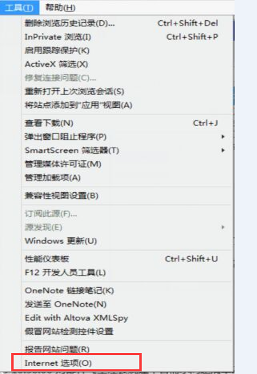 工具(T) 帮助(H)
删除浏览历史记录(D)... Ctrl+Shift+Del
InPrivate 浏览(I) Ctrl+Shift+P
启用跟踪保护(K)
ActiveX 筛选(X)
修复连接问题(C)...
重新打开上次浏览会话(S)
将站点添加到"应用"视图(A)
查看下载(N) Ctrl+J
弹出窗口阻止程序(P)
SmartScreen 筛选器(T)
管理媒体许可证(M)
管理加载项(A)
兼容性视图设置(B)
订阅此源(F)...
源发现(E)
Windows 更新(U)
性能仪表板 Ctrl+Shift+U
F12 开发人员工具(L)
OneNote 链接笔记(K)
发送至 OneNote(N)
Edit with Altova XMLSpy
假冒网站检测控件设置
报告网站问题(R)
Internet 选项(O)